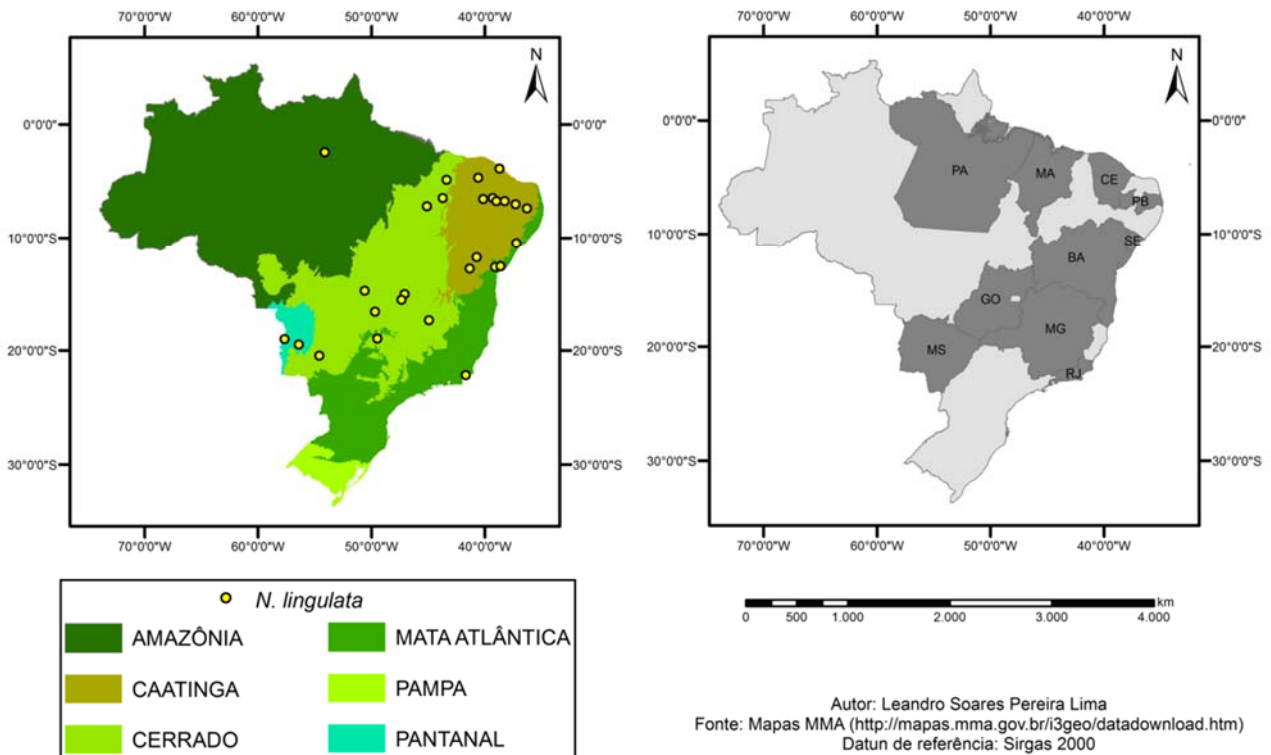 70°0'0"W 60°0'0"W 50°0'0"W 40°0'0"W
70°0'0"W 60°0'0"W 50°0'0"W 40°0'0"W
N
N
0°0'0" 0°0'0"
10°0'0"S 10°0'0"S
20°0'0"S 20°0'0"S
30°0'0"S 30°0'0"S
70°0'0"W 60°0'0"W 50°0'0"W 40°0'0"W
0°0'0" 0°0'0"
10°0'0"S 10°0'0"S
20°0'0"S 20°0'0"S
30°0'0"S 30°0'0"S
PA
MA
CE
PB
SE
BA
GO
MG
MS
RJ
70°0'0"W 60°0'0"W 50°0'0"W 40°0'0"W
N. lingulata
AMAZÔNIA MATA ATLÂNTICA
CAATINGA PAMPA
CERRADO PANTANAL
km
0 500 1.000 2.000 3.000 4.000
Autor: Leandro Soares Pereira Lima
Fonte: Mapas MMA (http://mapas.mma.gov.br/i3geo/datadownload.htm)
Datun de referência: Sirgas 2000